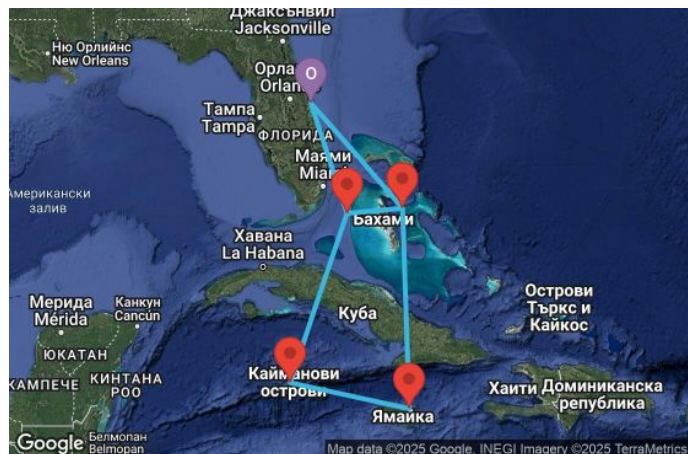 Джаксънвил
Jacksonville
Ню Орлийнс
New Orleans
O
Орла
Orlan
Тампа
Tampa
ФЛОРИДА
Маями
Miami
Американски
залив
Бахами
Хавана
La Habana
Мерида
Mérida
Канкун
Cancún
Куба
Острови
Търкс и
Кайкос
ЮКАТАН
КАМПЕЧЕ
КИНТАНА
РОО
Кайманови
острови
Ямайка
Хаити
Доминиканска
република
Белмопан
Belmopan
Google
Map data ©2025 Google, INEGI Imagery ©2025 TerraMetrics